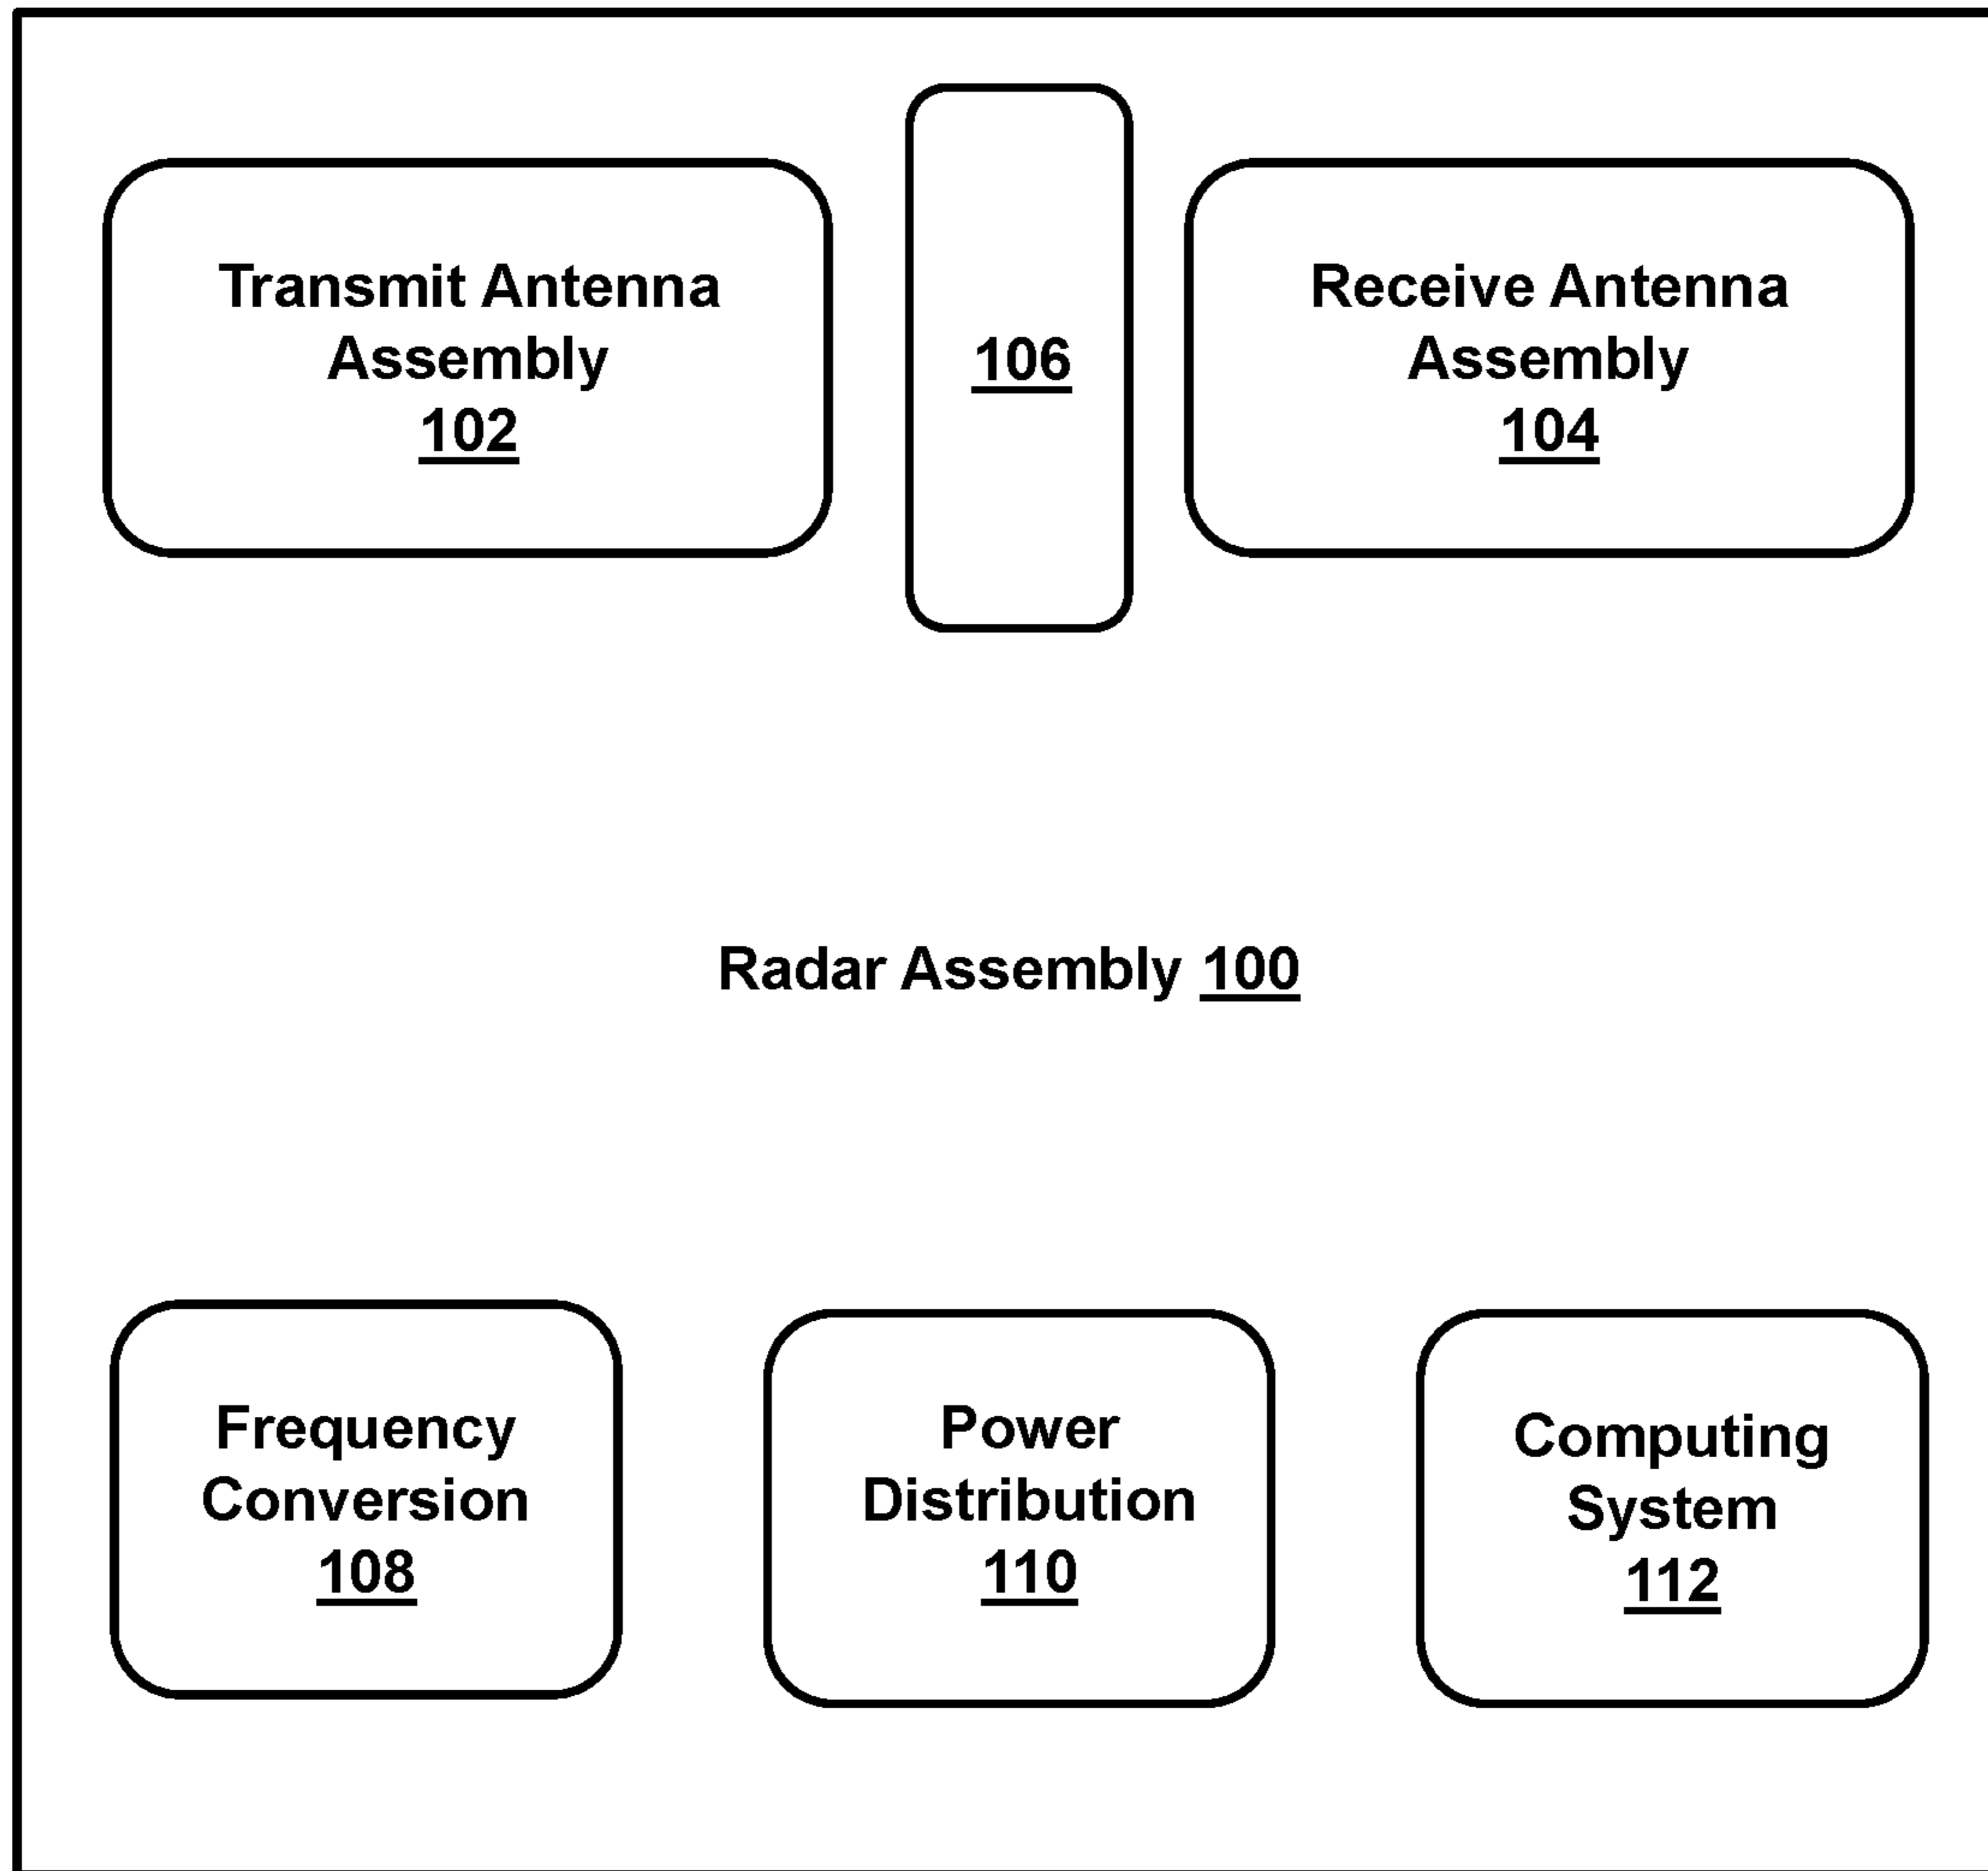 Transmit Antenna
Assembly
102
106
Receive Antenna
Assembly
104
Radar Assembly 100
Frequency
Conversion
108
Power
Distribution
110
Computing
System
112